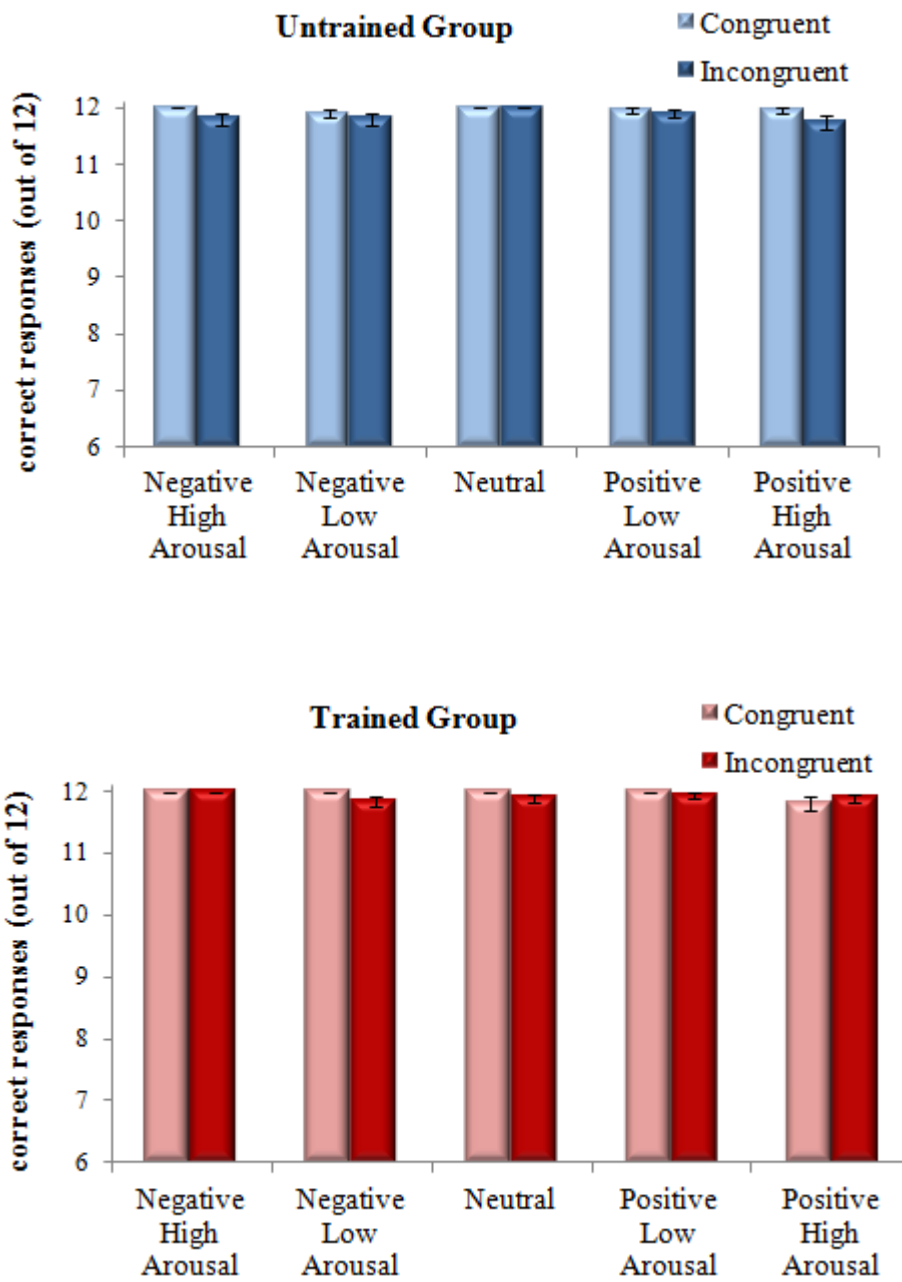 Untrained Group
Congruent
Incongruent
correct responses (out of 12)
12
11
10
9
8
7
6
Negative High Arousal
Negative Low Arousal
Neutral
Positive Low Arousal
Positive High Arousal
Trained Group
Congruent
Incongruent
correct responses (out of 12)
12
11
10
9
8
7
6
Negative High Arousal
Negative Low Arousal
Neutral
Positive Low Arousal
Positive High Arousal